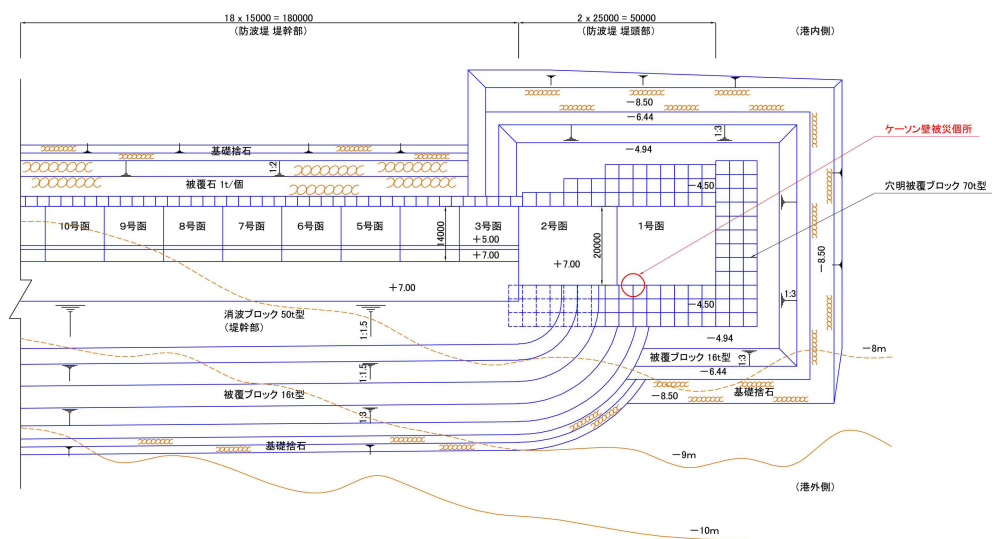 18 x 15000 = 180000
(防波堤 堤幹部)
2 x 25000 = 50000
(防波堤 堤頭部)
(港内側)
−8.50
−6.44
1:3
−4.94
ケーソン壁被災個所
基礎捨石
1:2
被覆石 1t/個
−4.50
穴明被覆ブロック 70t型
10号函
9号函
8号函
7号函
6号函
5号函
14000
3号函
2号函
1号函
+5.00
+7.00
20000
+7.00
−8.50
+7.00
1:3
−4.50
消波ブロック 50t型
(堤幹部)
1:1.5
−4.94
被覆ブロック 16t型
1:3
−8m
1:1.5
−6.44
被覆ブロック 16t型
−8.50
基礎捨石
1:3
基礎捨石
−9m
(港外側)
−10m